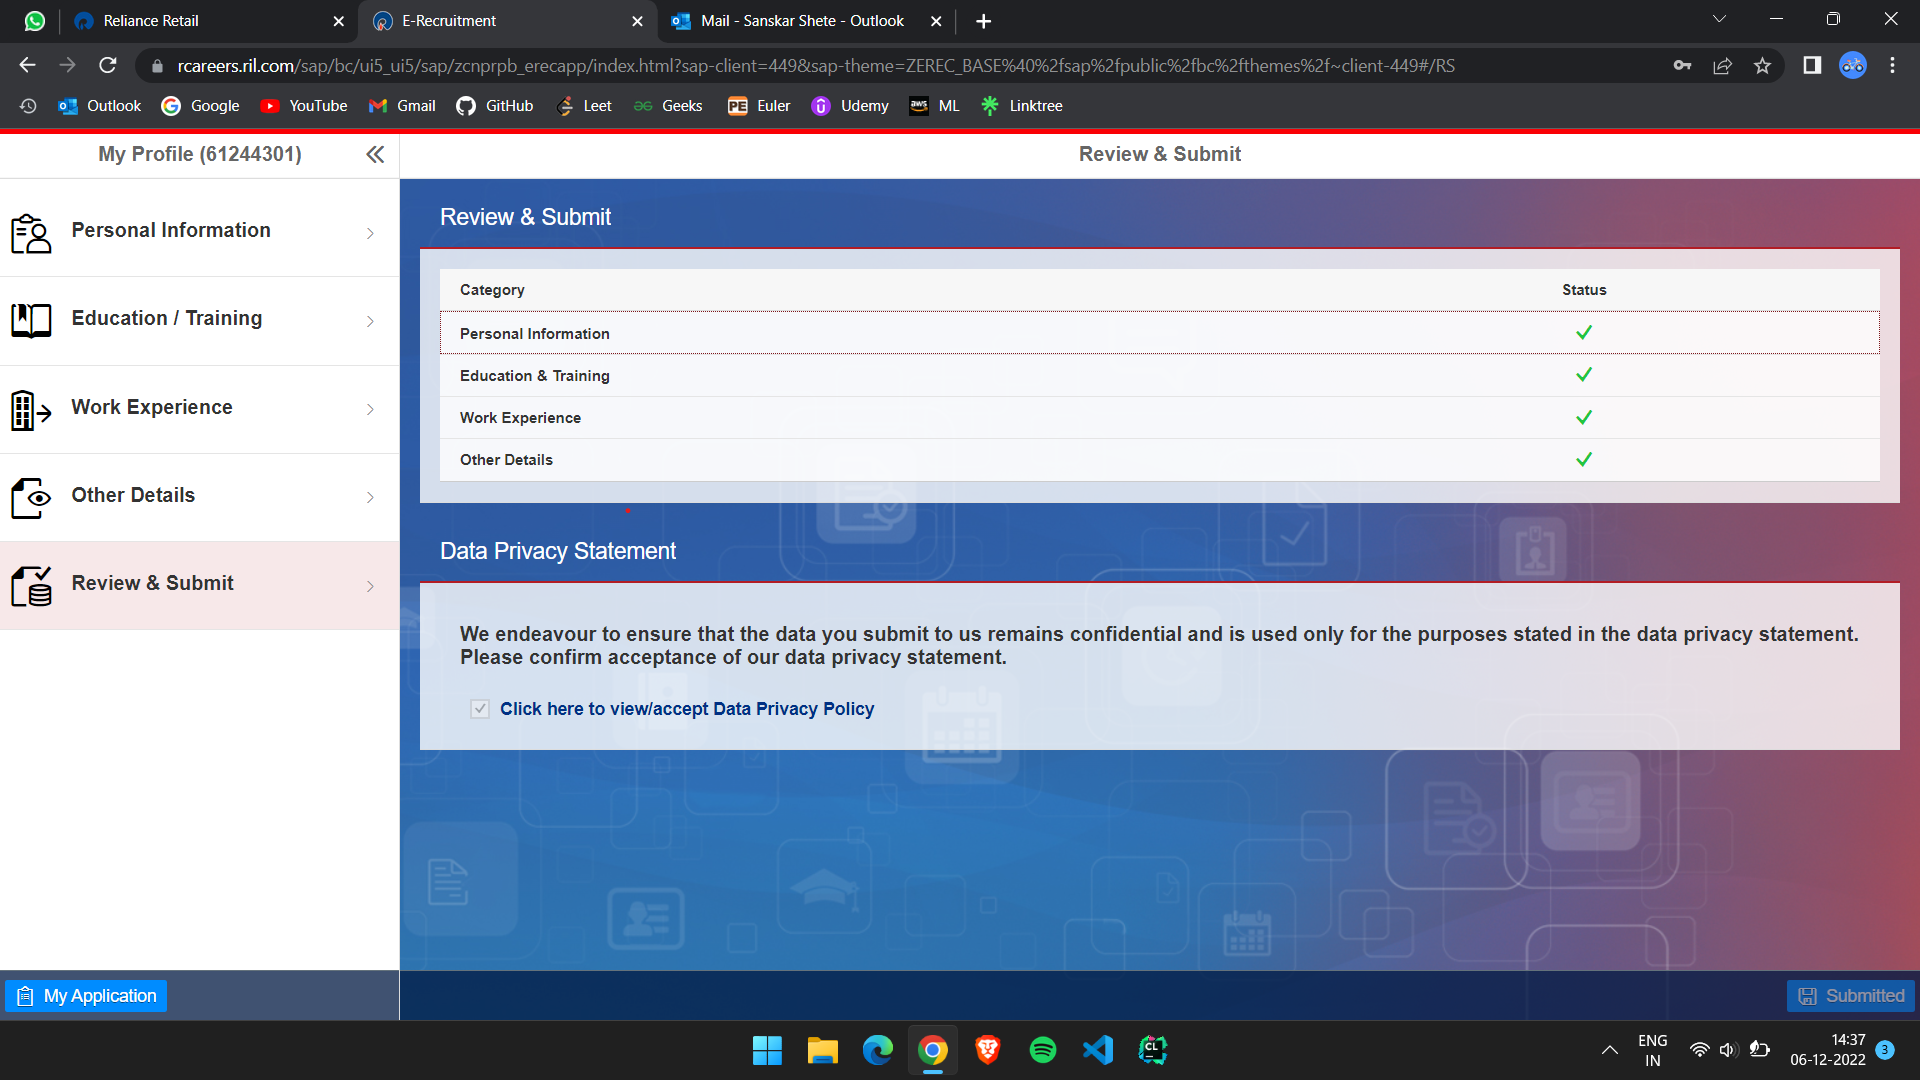 Reliance Retail
E-Recruitment
Mail - Sanskar Shete - Outlook
rcareers.ril.com/sap/bc/ui5_ui5/sap/zcnprpb_erecapp/index.html?sap-client=449&sap-theme=ZEREC_BASE%40%2fsap%2fpublic%2fbc%2fthemes%2f~client-449#/RS
Outlook Google YouTube Gmail GitHub Leet Geeks Euler Udemy ML Linktree
My Profile (61244301)
Review & Submit
Personal Information
Education / Training
Work Experience
Other Details
Review & Submit
Review & Submit
Category Status
Personal Information
Education & Training
Work Experience
Other Details
Data Privacy Statement
We endeavour to ensure that the data you submit to us remains confidential and is used only for the purposes stated in the data privacy statement.
Please confirm acceptance of our data privacy statement.
Click here to view/accept Data Privacy Policy
My Application
Submitted
ENG
IN
14:37
06-12-2022
3